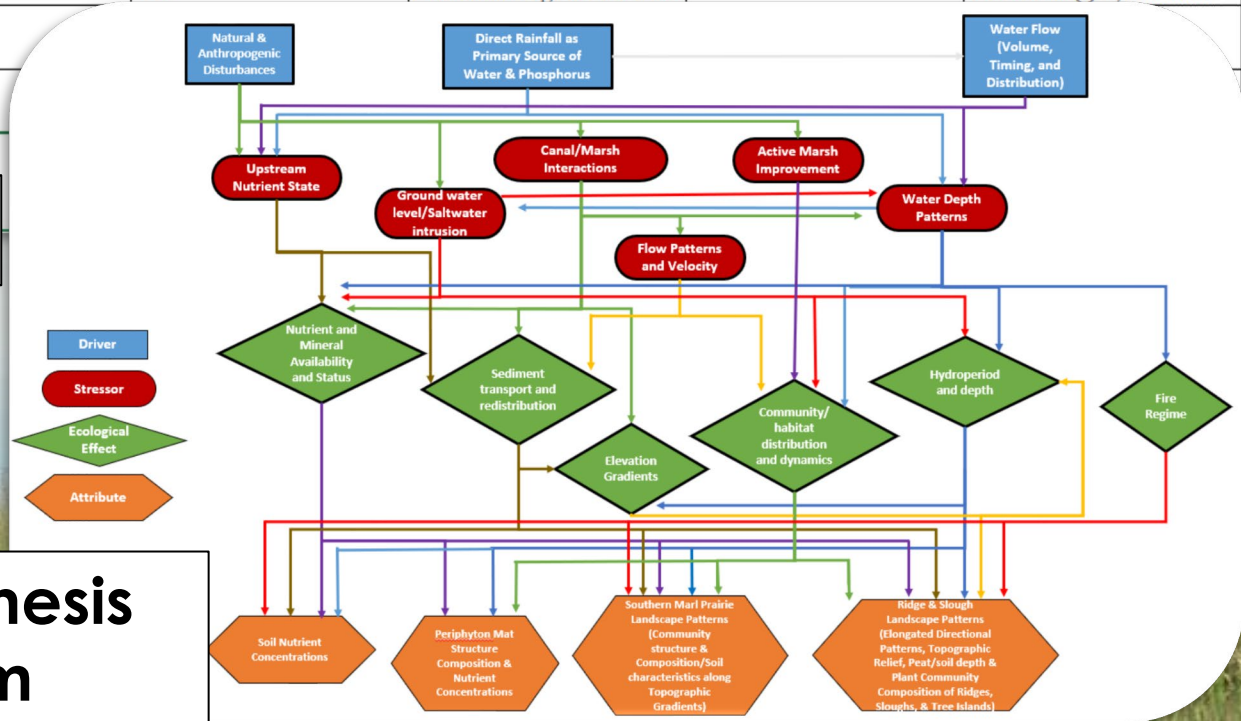 Natural &
Anthropogenic
Disturbances
Direct Rainfall as
Primary Source of
Water & Phosphorus
Water Flow
(Volume,
Timing, and
Distribution)
Upstream
Nutrient State
Canal/Marsh
Interactions
Active Marsh
Improvement
Ground water
level/Saltwater
intrusion
Water Depth
Patterns
Flow Patterns
and Velocity
Nutrient and
Mineral
Availability
and Status
Sediment
transport and
redistribution
Elevation
Gradients
Community/
habitat
distribution
and dynamics
Hydroperiod
and depth
Fire
Regime
Driver
Stressor
Ecological
Effect
Attribute
Soil Nutrient
Concentrations
Periphyton Mat
Structure
Composition &
Nutrient
Concentrations
Southern Marl Prairie
Landscape Patterns
(Community
structure &
Composition/Soil
characteristics along
Topographic
Gradients)
Ridge & Slough
Landscape Patterns
(Elongated Directional
Patterns, Topographic
Relief, Peat/soil depth &
Plant Community
Composition of Ridges,
Sloughs, & Tree Islands)